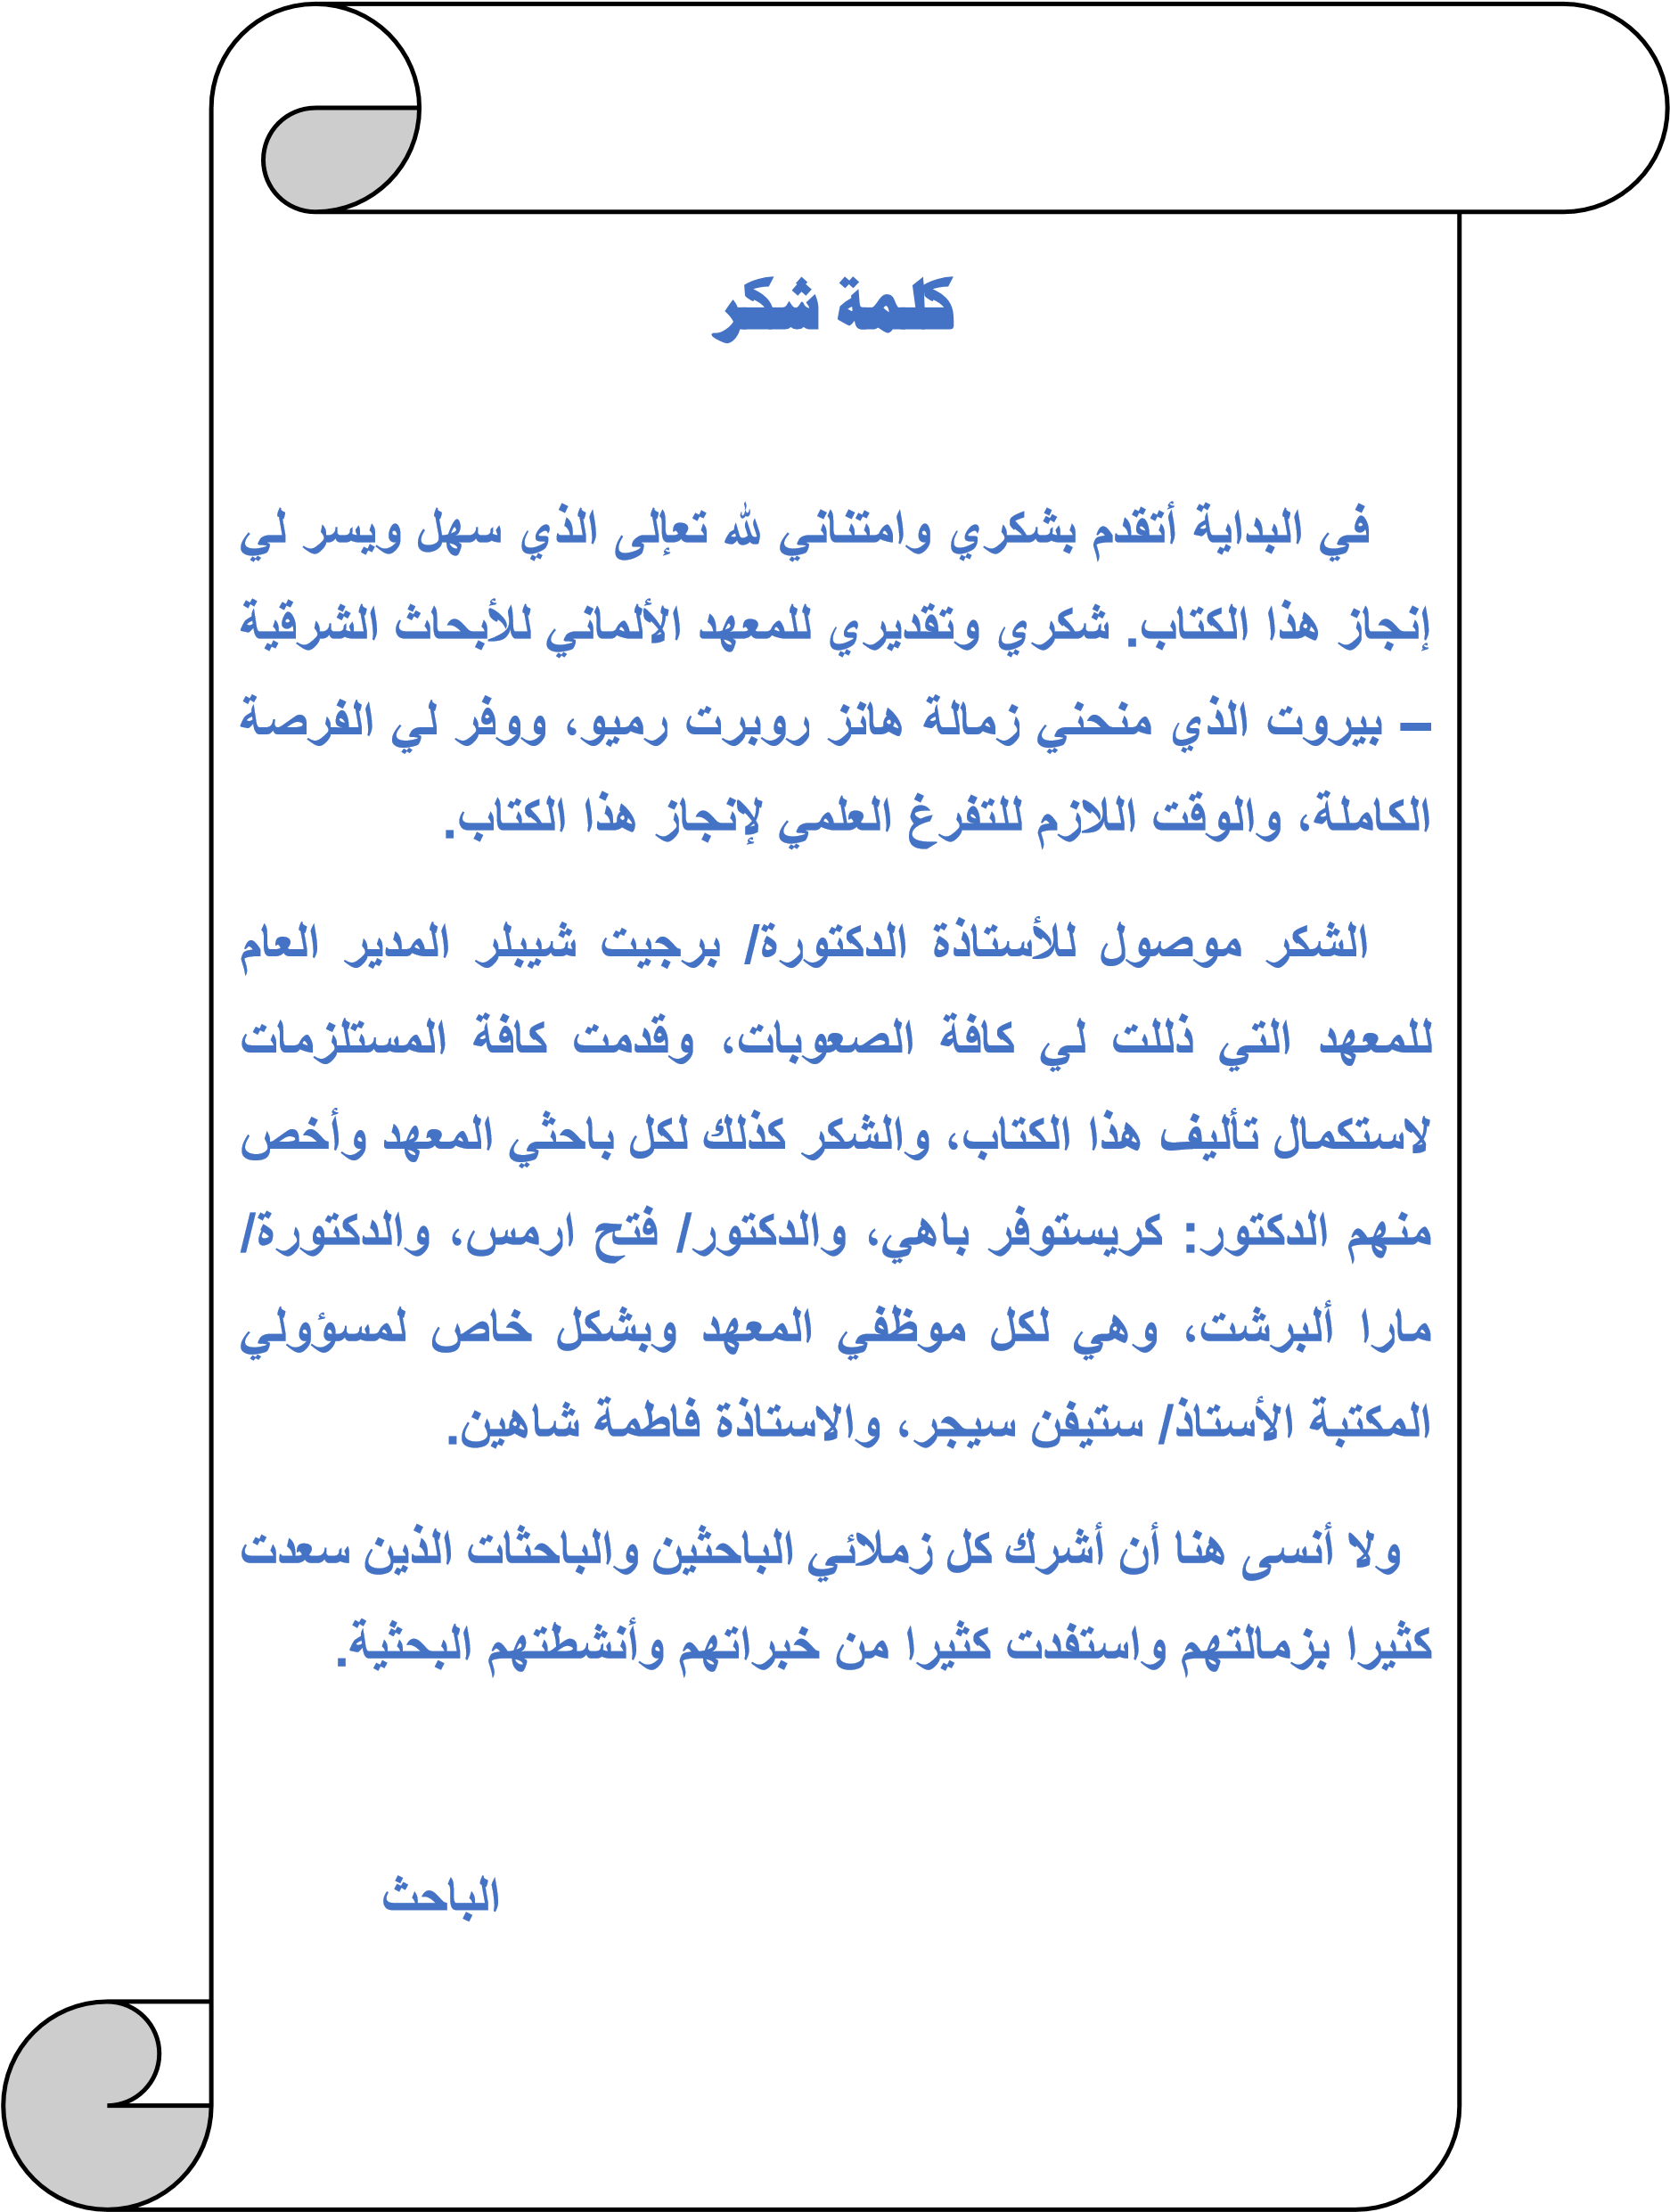 كلمة شكر
في البداية أتقدم بشكري وامتناني لله تعإلى الذي سهل ويسر لي
إنجاز هذا الكتاب. شكري وتقديري للمعهد الألماني للأبحاث الشرقية
– بيروت الذي منحني زمالة هانز روبرت رميو، ووفر لي الفرصة
الكاملة، والوقت اللازم للتفرغ العلمي لإنجاز هذا الكتاب.
الشكر موصول للأستاذة الدكتورة/ برجيت شيبلر المدير العام
للمعهد التي ذللت لي كافة الصعوبات، وقدمت كافة المستلزمات
لاستكمال تأليف هذا الكتاب، والشكر كذلك لكل باحثي المعهد وأخص
منهم الدكتور: كريستوفر باهي، والدكتور/ فتح ارمس، والدكتورة/
مارا ألبرشت، وهي لكل موظفي المعهد وبشكل خاص لمسؤولي
المكتبة الأستاذ/ ستيفن سيجر، والإستاذة فاطمة شاهين.
ولا أنسي هنا أن أشرك كل زملائي الباحثين والباحثات الذين سعدت
كثيرا بزمالتهم واستفدت كثيرا من خبراتهم وأنشطتهم البحثية.
الباحث